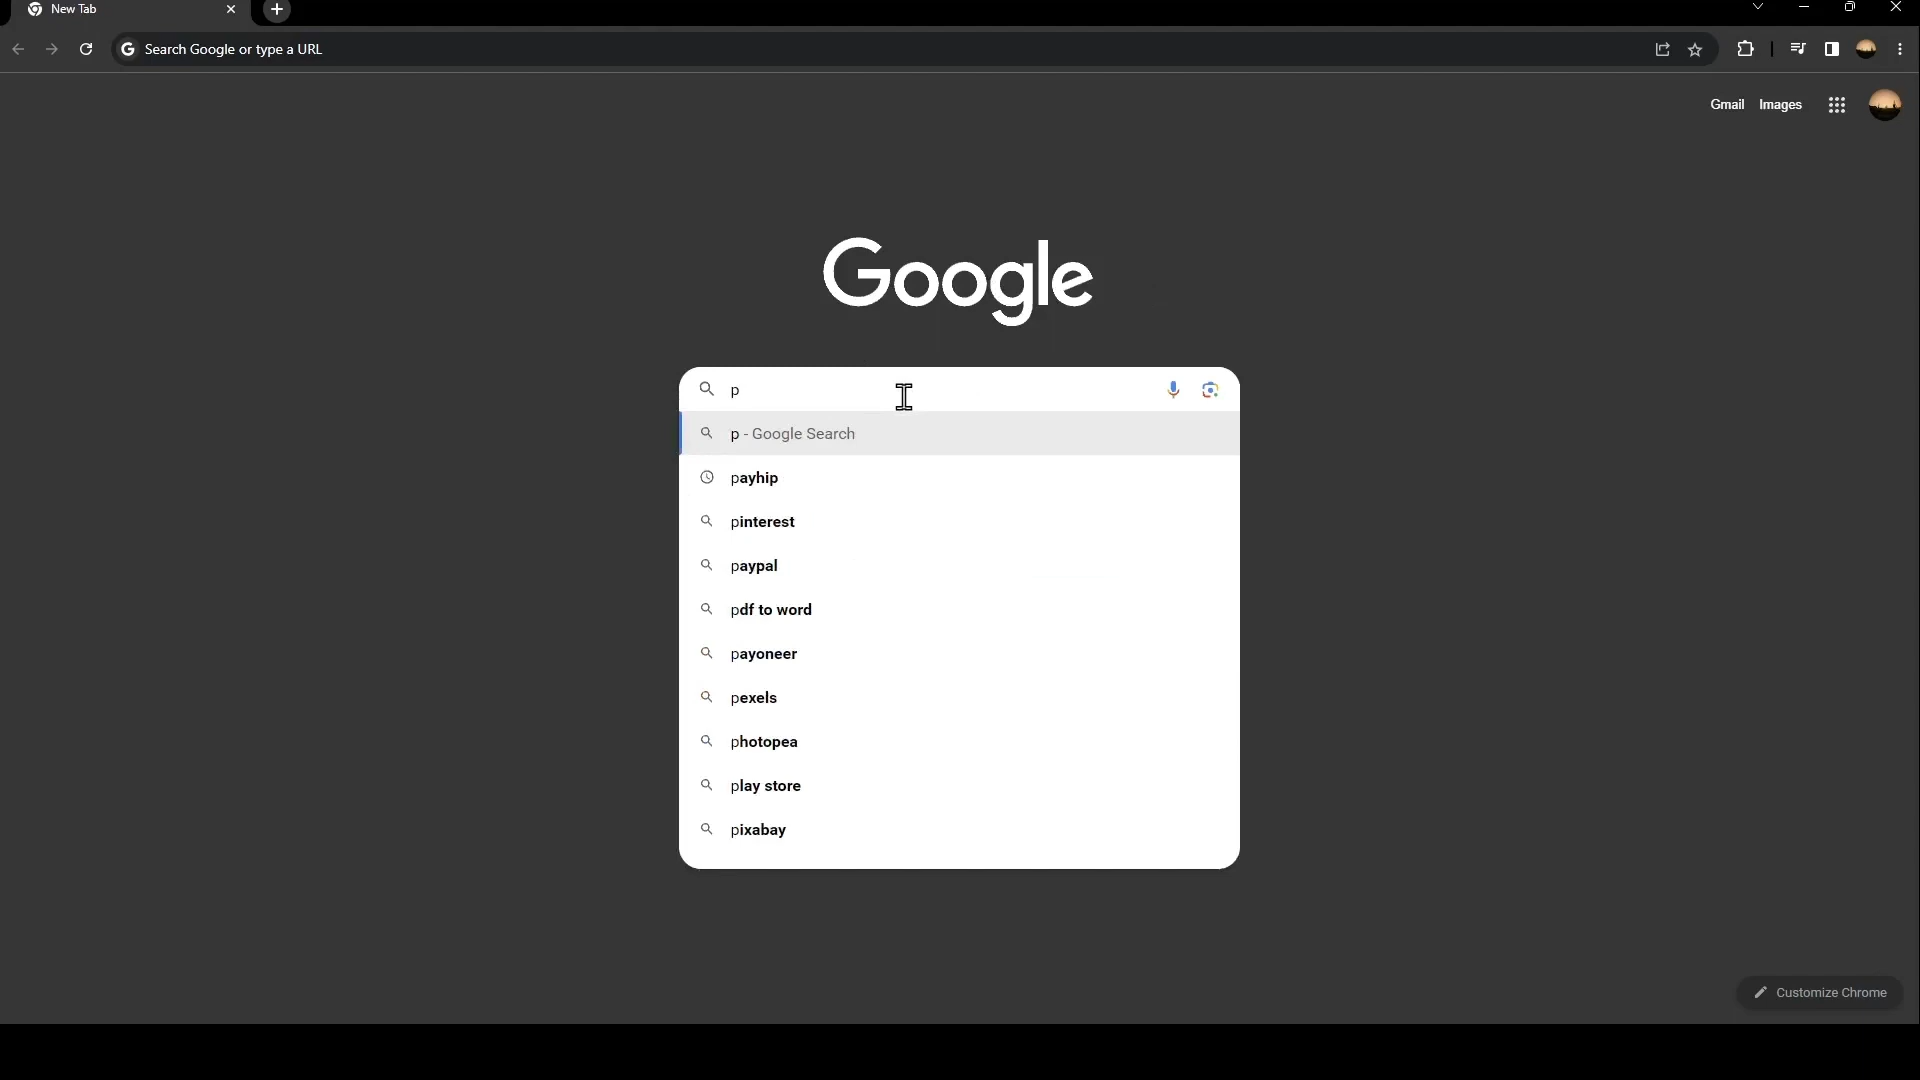 New Tab
Search Google or type a URL
Gmail Images
Google
p
p - Google Search
payhip
pinterest
paypal
pdf to word
payoneer
pexels
photopea
play store
pixabay
Customize Chrome